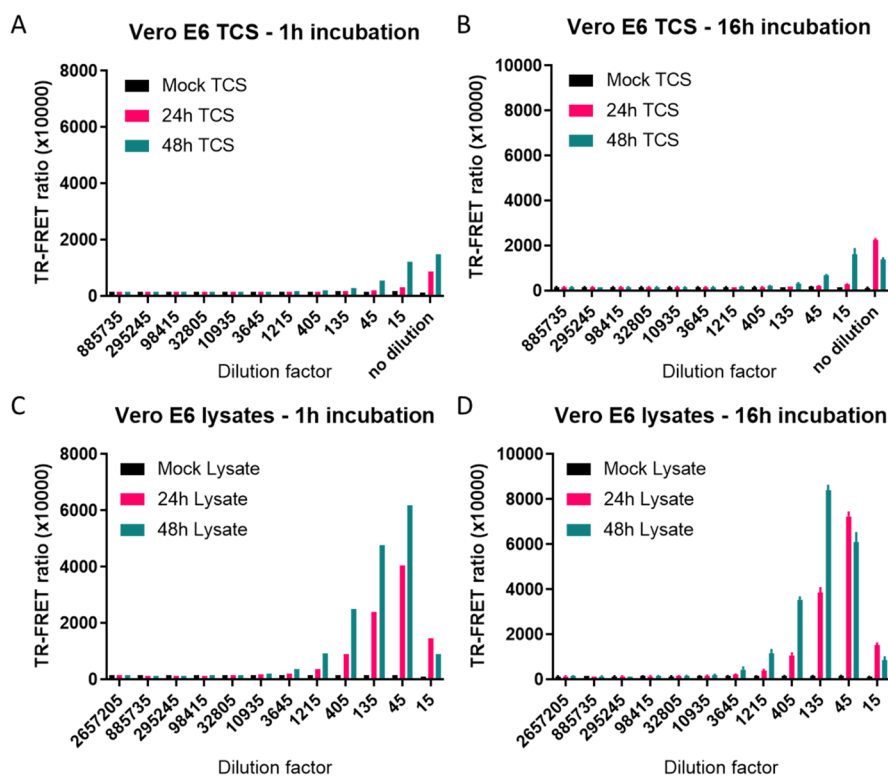 A
Vero E6 TCS - 1h incubation
TR-FRET ratio (x10000)
8000
6000
4000
2000
0
Mock TCS
24h TCS
48h TCS
885735
295245
98415
32805
10935
3645
1215
405
135
45
15
no dilution
Dilution factor
B
Vero E6 TCS - 16h incubation
TR-FRET ratio (x10000)
10000
8000
6000
4000
2000
0
Mock TCS
24h TCS
48h TCS
885735
295245
98415
32805
10935
3645
1215
405
135
45
15
no dilution
Dilution factor
C
Vero E6 lysates - 1h incubation
TR-FRET ratio (x10000)
8000
6000
4000
2000
0
Mock Lysate
24h Lysate
48h Lysate
2657205
885735
295245
98415
32805
10935
3645
1215
405
135
45
15
Dilution factor
D
Vero E6 lysates - 16h incubation
TR-FRET ratio (x10000)
10000
8000
6000
4000
2000
0
Mock Lysate
24h Lysate
48h Lysate
2657205
885735
295245
98415
32805
10935
3645
1215
405
135
45
15
Dilution factor